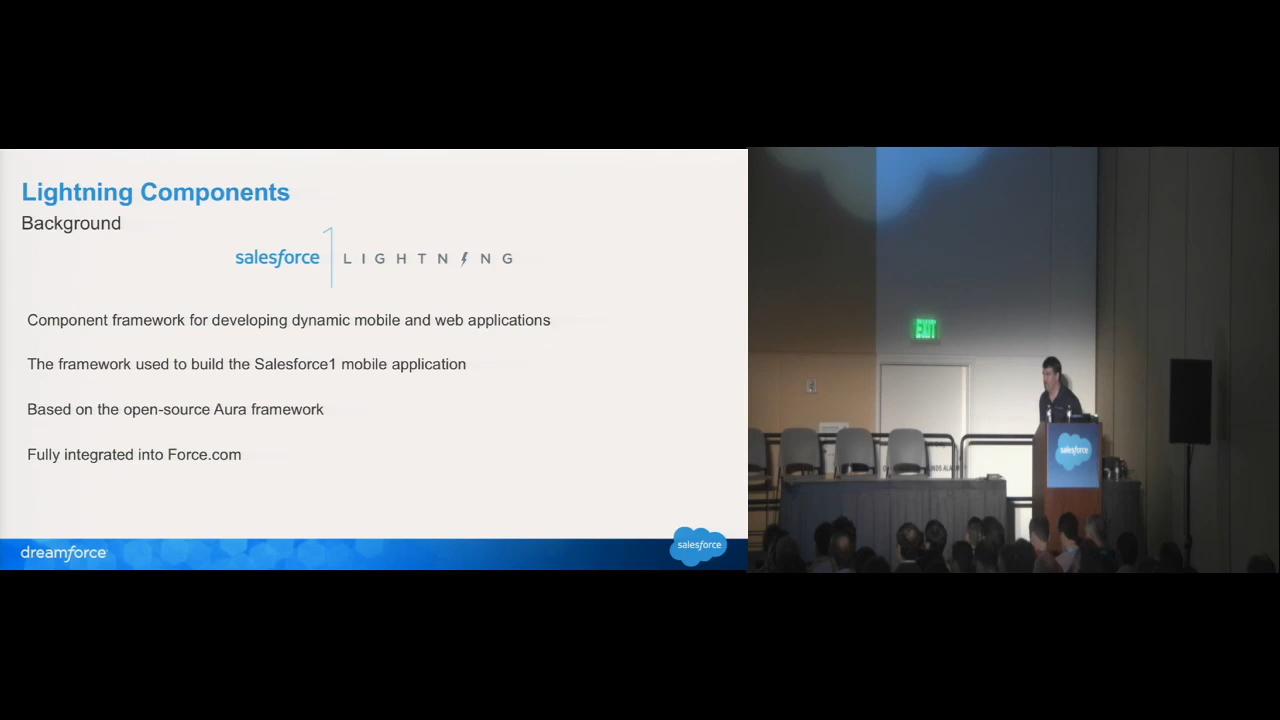 Lightning Components
Background
salesforce1 LIGHTNING
Component framework for developing dynamic mobile and web applications
The framework used to build the Salesforce1 mobile application
Based on the open-source Aura framework
Fully integrated into Force.com
dreamforce
salesforce
EXIT
salesforce